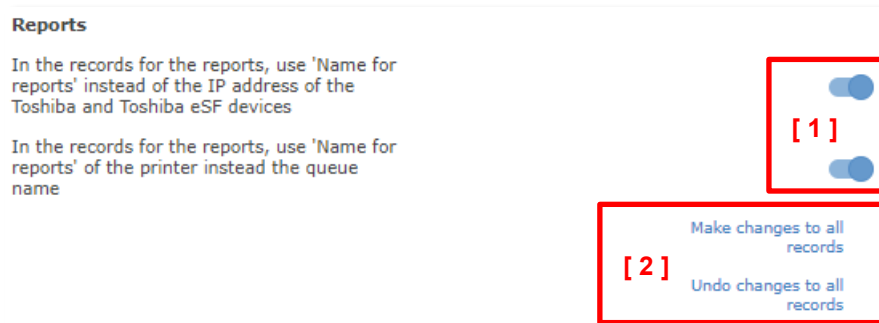 Reports
In the records for the reports, use 'Name for
reports' instead of the IP address of the
Toshiba and Toshiba eSF devices
[ 1 ]
In the records for the reports, use 'Name for
reports' of the printer instead the queue
name
Make changes to all
records
[ 2 ]
Undo changes to all
records